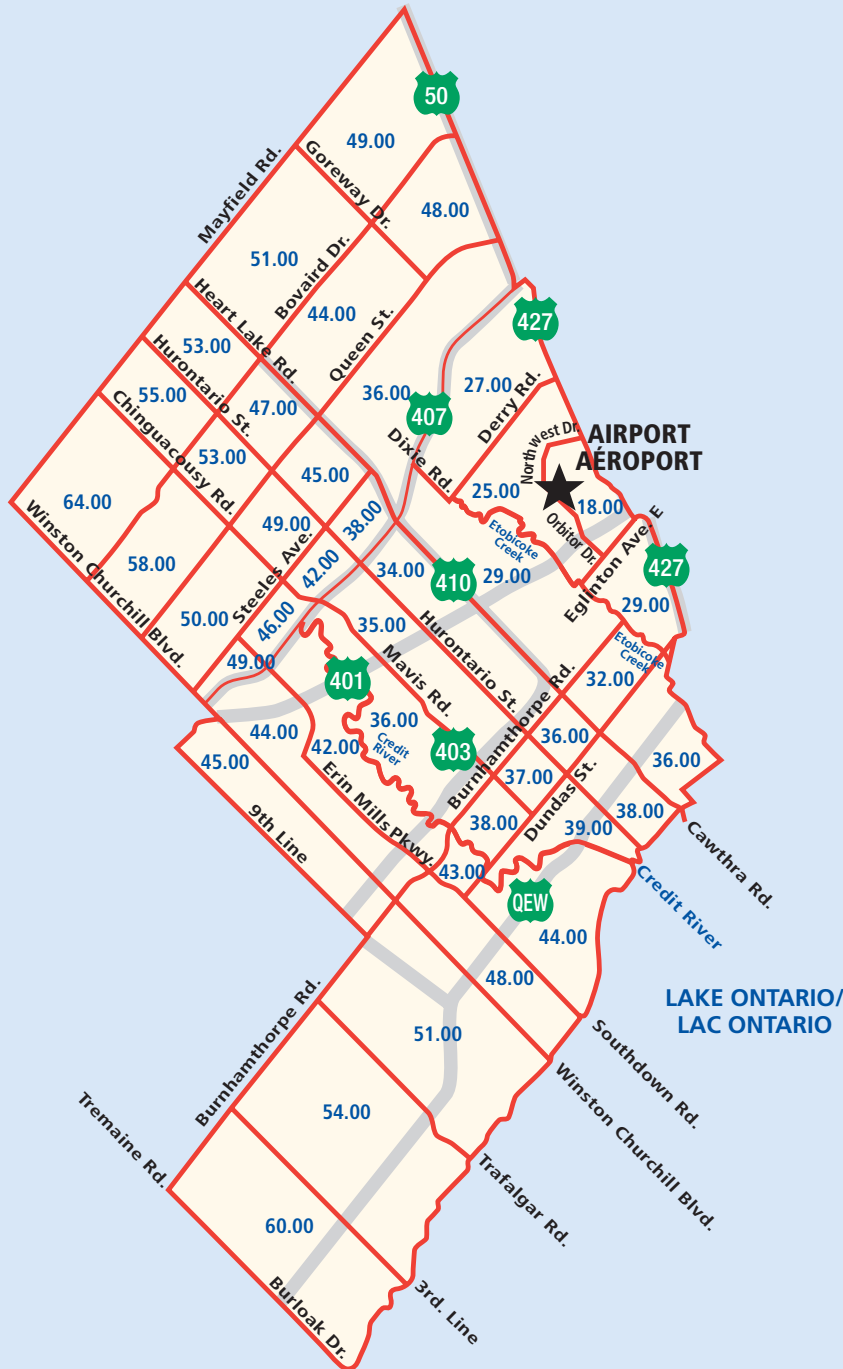 50
49.00
Goreway Dr.
Mayfield Rd.
48.00
51.00
Bovaird Dr.
44.00
Heart Lake Rd.
427
Queen St.
53.00
Hurontario St.
27.00
36.00
407
Derry Rd.
55.00
47.00
Chinguacousy Rd.
North West Dr.
AIRPORT
AÉROPORT
Dixie Rd.
53.00
45.00
25.00
18.00
64.00
Winston Churchill Blvd.
49.00
38.00
Orbitor Dr.
Eglinton Ave. E
Etobicoke
Creek
58.00
Steeles Ave.
42.00
34.00
410
29.00
427
29.00
50.00
46.00
35.00
Hurontario St.
Etobicoke
Creek
49.00
Mavis Rd.
401
32.00
Burnhamthorpe Rd.
36.00
Credit
River
44.00
42.00
403
36.00
36.00
45.00
37.00
Erin Mills Pkwy.
Dundas St.
38.00
38.00
39.00
9th Line
Cawthra Rd.
43.00
QEW
Credit River
44.00
48.00
LAKE ONTARIO/
LAC ONTARIO
Burnhamthorpe Rd.
51.00
Southdown Rd.
Winston Churchill Blvd.
54.00
Tremaine Rd.
Trafalgar Rd.
60.00
Burloak Dr.
3rd. Line